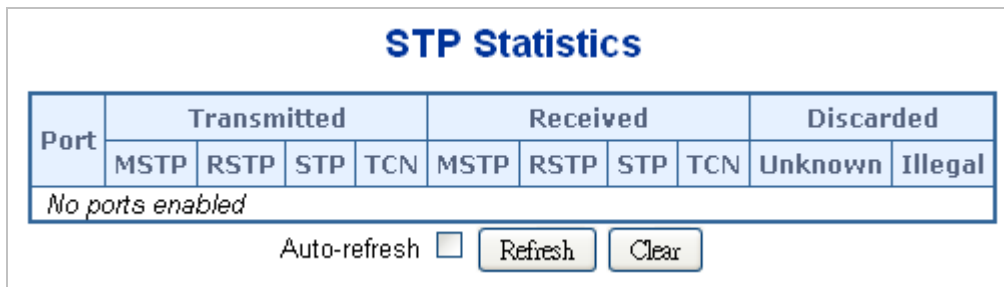 STP Statistics
Port Transmitted Received Discarded
MSTP RSTP STP TCN MSTP RSTP STP TCN Unknown Illegal
No ports enabled
Auto-refresh Refresh Clear